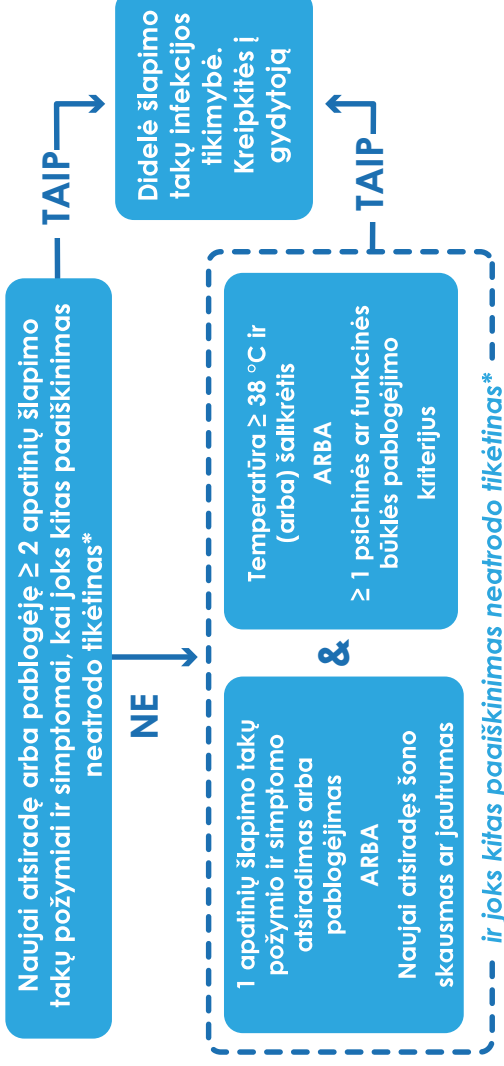 Naujai atsiradę arba pablogėję ≥ 2 apatinių šlapimo
takų požymiai ir simptomai, kai joks kitas paaiškinimas
neatrodo tikėtinas*
TAIP
Didelė šlapimo
takų infekcijos
tikimybė.
Kreipkitės į
gydytoją
NE
1 apatinių šlapimo takų
požymio ir simptomo
atsiradimas arba
pablogėjimas
ARBA
Naujai atsiradęs šono
skausmas ar jautrumas
&
Temperatūra ≥ 38 °C ir
(arba) šaltkrėtis
ARBA
≥ 1 psichinės ar funkcinės
būklės pablogėjimo
kriterijus
TAIP
ir joks kitas paaiškinimas neatrodo tikėtinas*